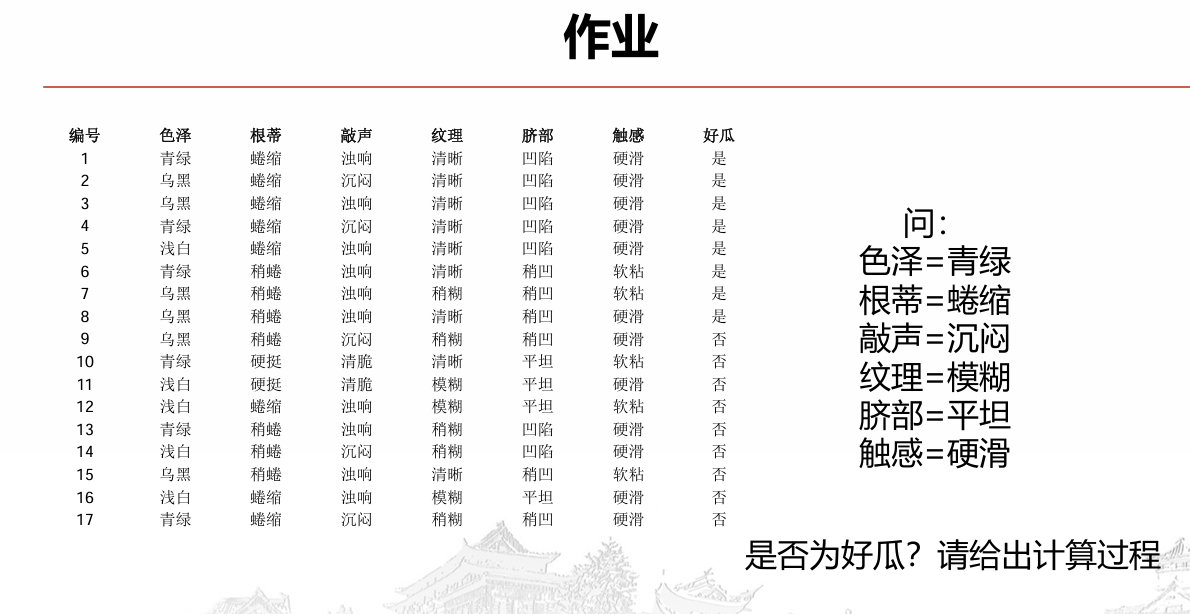 作业
编号 色泽 根蒂 敲声 纹理 脐部 触感 好瓜
1 青绿 蜷缩 浊响 清晰 凹陷 硬滑 是
2 乌黑 蜷缩 沉闷 清晰 凹陷 硬滑 是
3 乌黑 蜷缩 浊响 清晰 凹陷 硬滑 是
4 青绿 蜷缩 沉闷 清晰 凹陷 硬滑 是
5 浅白 蜷缩 浊响 清晰 凹陷 硬滑 是
6 青绿 稍蜷 浊响 清晰 稍凹 软粘 是
7 乌黑 稍蜷 浊响 稍糊 稍凹 软粘 是
8 乌黑 稍蜷 浊响 清晰 稍凹 硬滑 是
9 乌黑 稍蜷 沉闷 稍糊 稍凹 硬滑 否
10 青绿 硬挺 清脆 清晰 平坦 软粘 否
11 浅白 硬挺 清脆 模糊 平坦 硬滑 否
12 浅白 蜷缩 浊响 模糊 平坦 软粘 否
13 青绿 稍蜷 浊响 稍糊 凹陷 硬滑 否
14 浅白 稍蜷 沉闷 稍糊 凹陷 硬滑 否
15 乌黑 稍蜷 浊响 清晰 稍凹 软粘 否
16 浅白 蜷缩 浊响 模糊 平坦 硬滑 否
17 青绿 蜷缩 沉闷 稍糊 稍凹 硬滑 否
问：
色泽=青绿
根蒂=蜷缩
敲声=沉闷
纹理=模糊
脐部=平坦
触感=硬滑
是否为好瓜？请给出计算过程